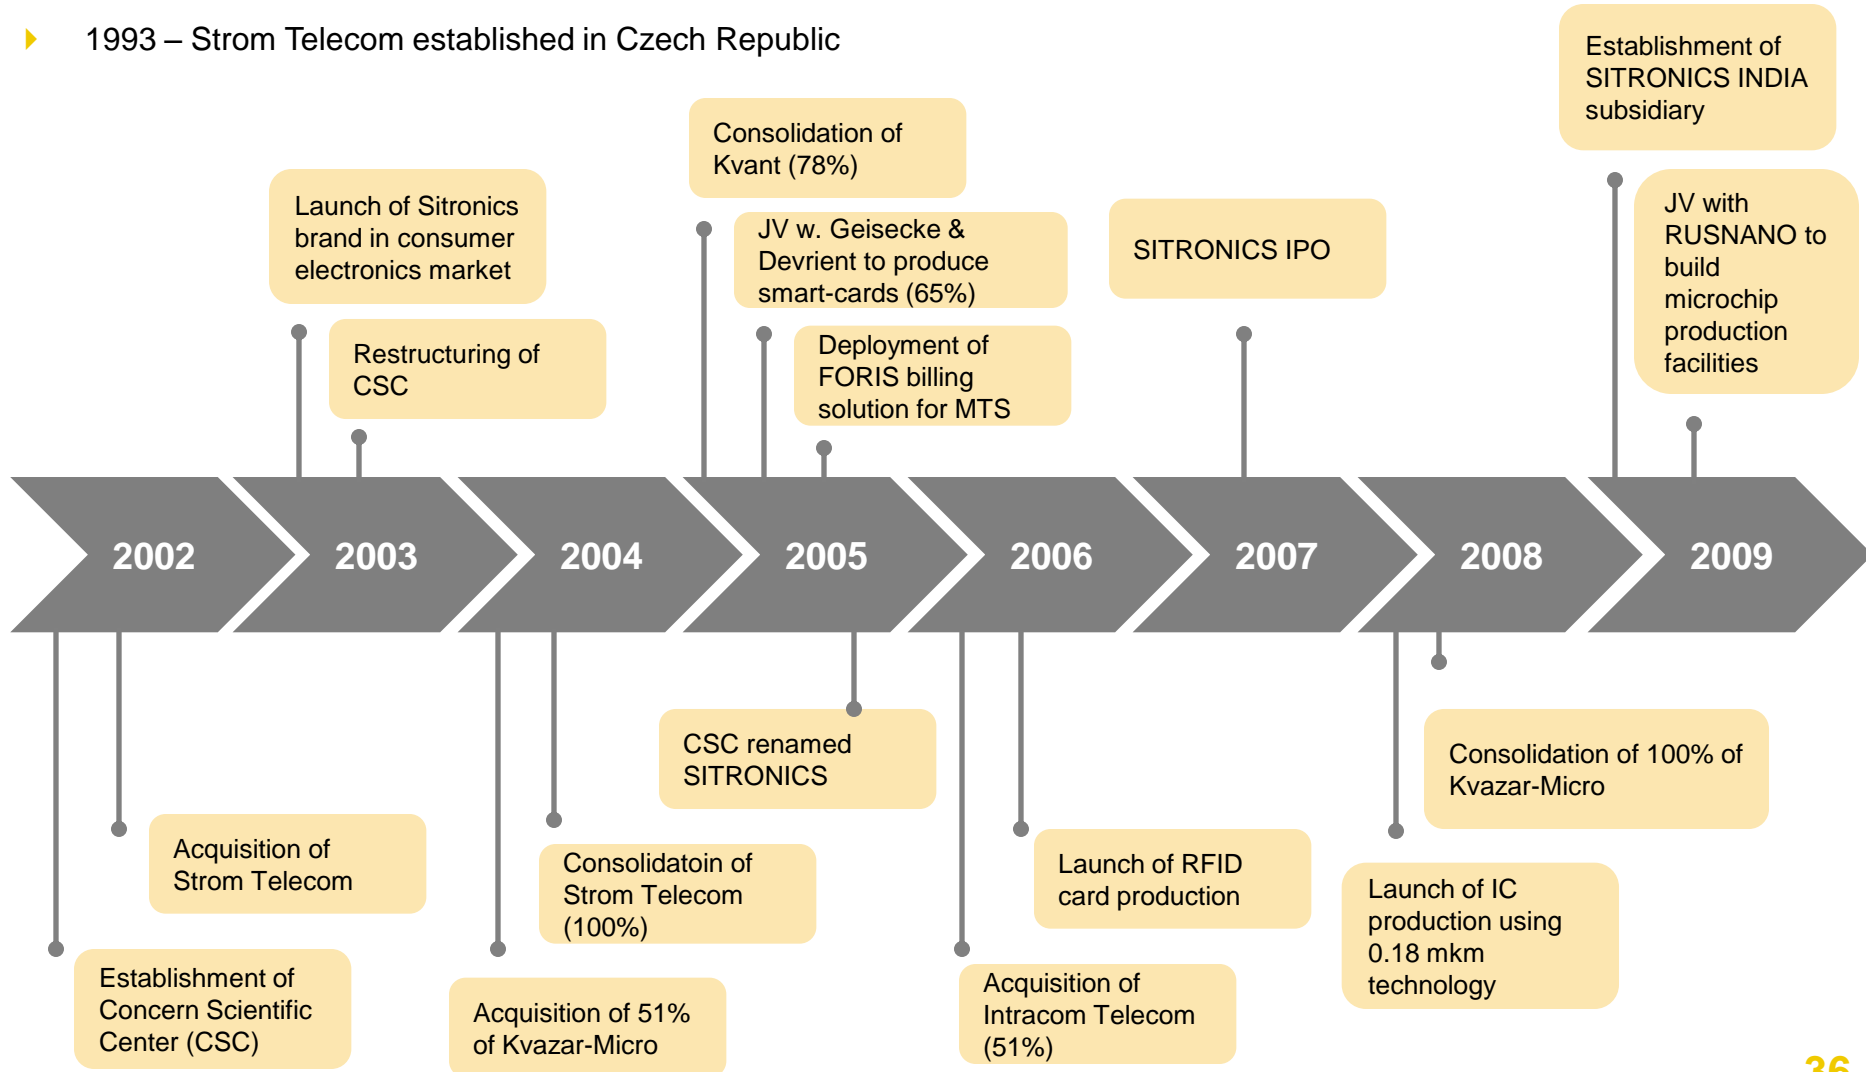 1993 – Strom Telecom established in Czech Republic
Establishment of
SITRONICS INDIA
subsidiary
Consolidation of
Kvant (78%)
Launch of Sitronics
brand in consumer
electronics market
JV w. Geisecke &
Devrient to produce
smart-cards (65%)
SITRONICS IPO
JV with
RUSNANO to
build
microchip
production
facilities
Restructuring of
CSC
Deployment of
FORIS billing
solution for MTS
2002
2003
2004
2005
2006
2007
2008
2009
CSC renamed
SITRONICS
Consolidation of 100% of
Kvazar-Micro
Acquisition of
Strom Telecom
Consolidatoin of
Strom Telecom
(100%)
Launch of RFID
card production
Launch of IC
production using
0.18 mkm
technology
Establishment of
Concern Scientific
Center (CSC)
Acquisition of 51%
of Kvazar-Micro
Acquisition of
Intracom Telecom
(51%)
36